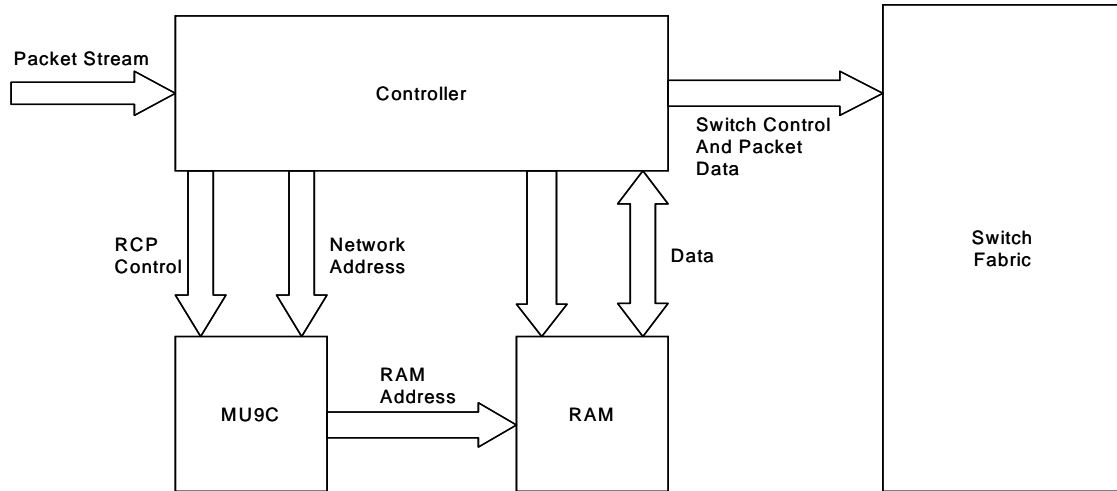 Packet Stream
Controller
Switch Control
And Packet
Data
RCP
Control
Network
Address
Data
Switch
Fabric
RAM
Address
MU9C
RAM